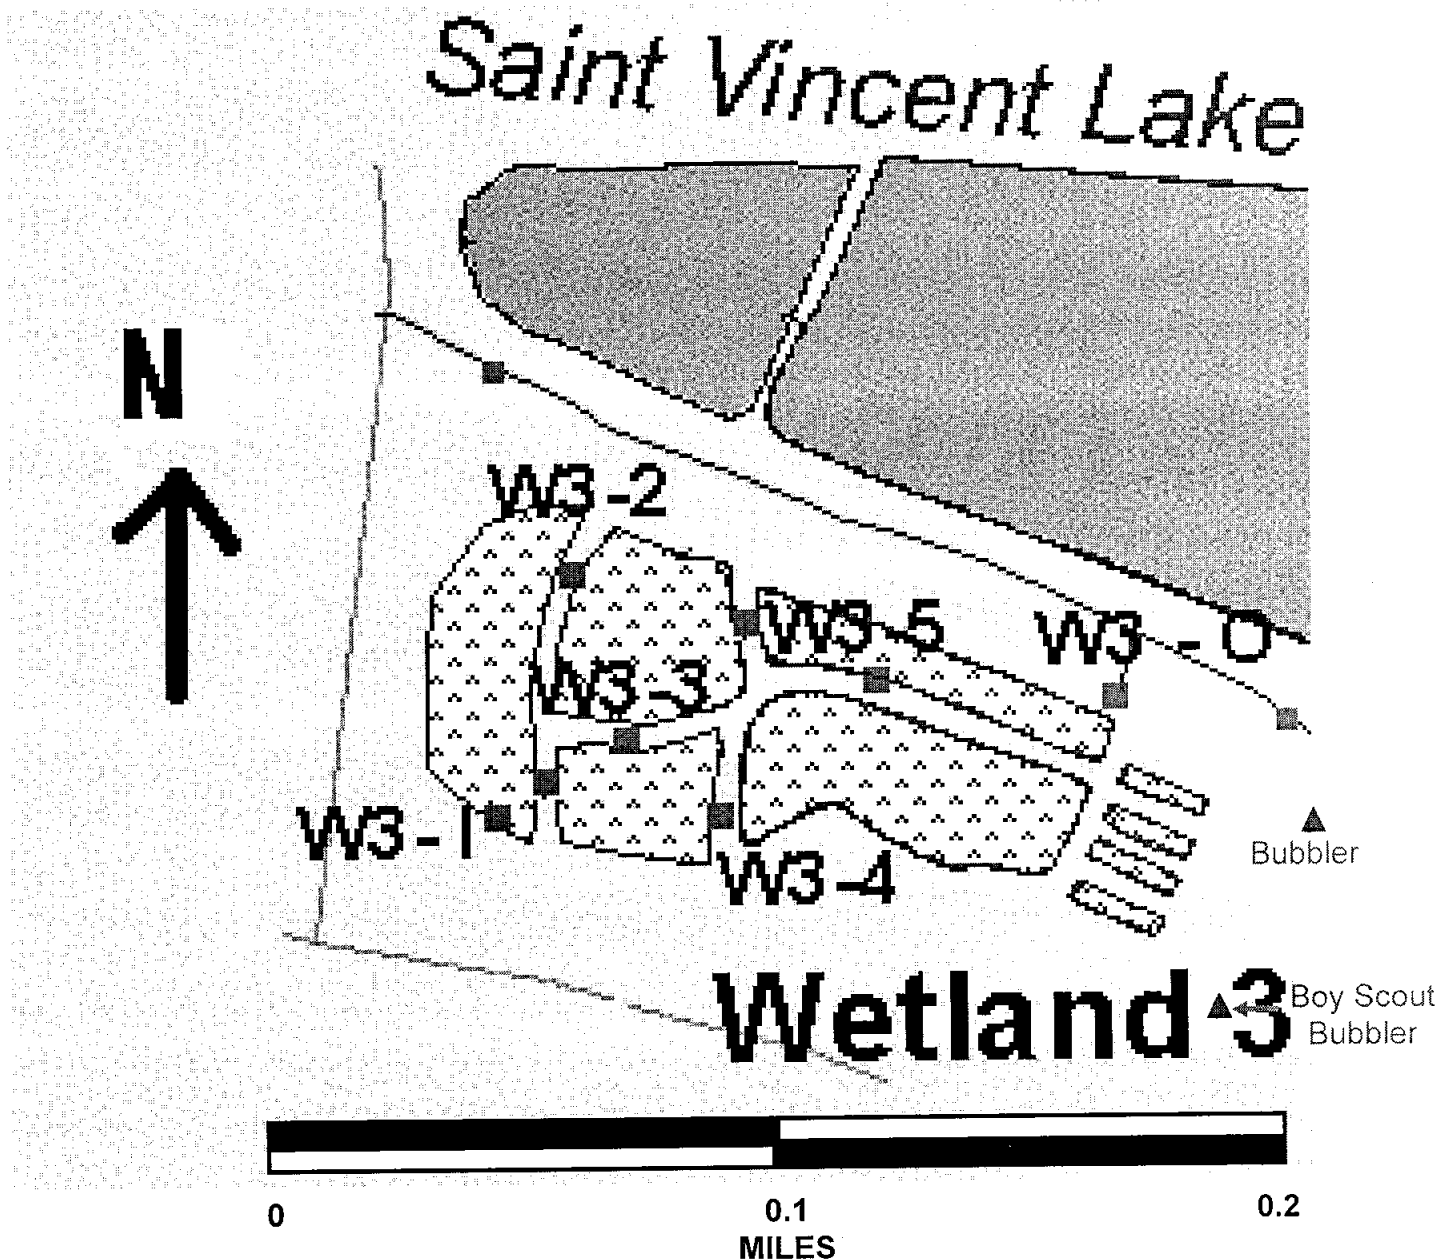 Saint Vincent Lake
N
W3-2
W3-5
W3-O
W3-3
W3-1
Bubbler
W3-4
Wetland 3
Boy Scout
Bubbler
0
0.1
0.2
MILES